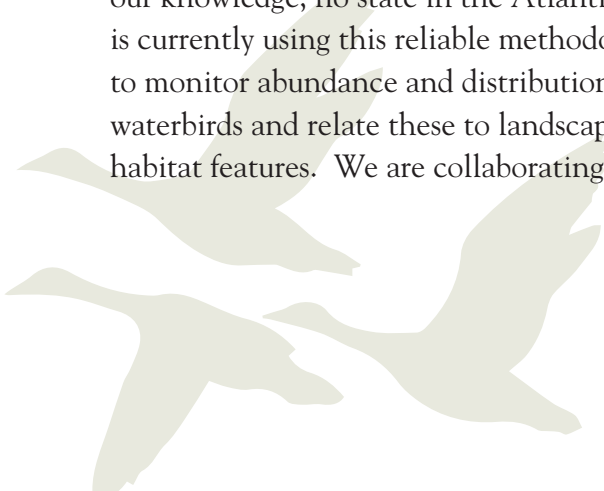 our knowledge, no state in the
is currently using this reliable
to monitor abundance and distribution
waterbirds and relate these to
habitat features. We are collaborating